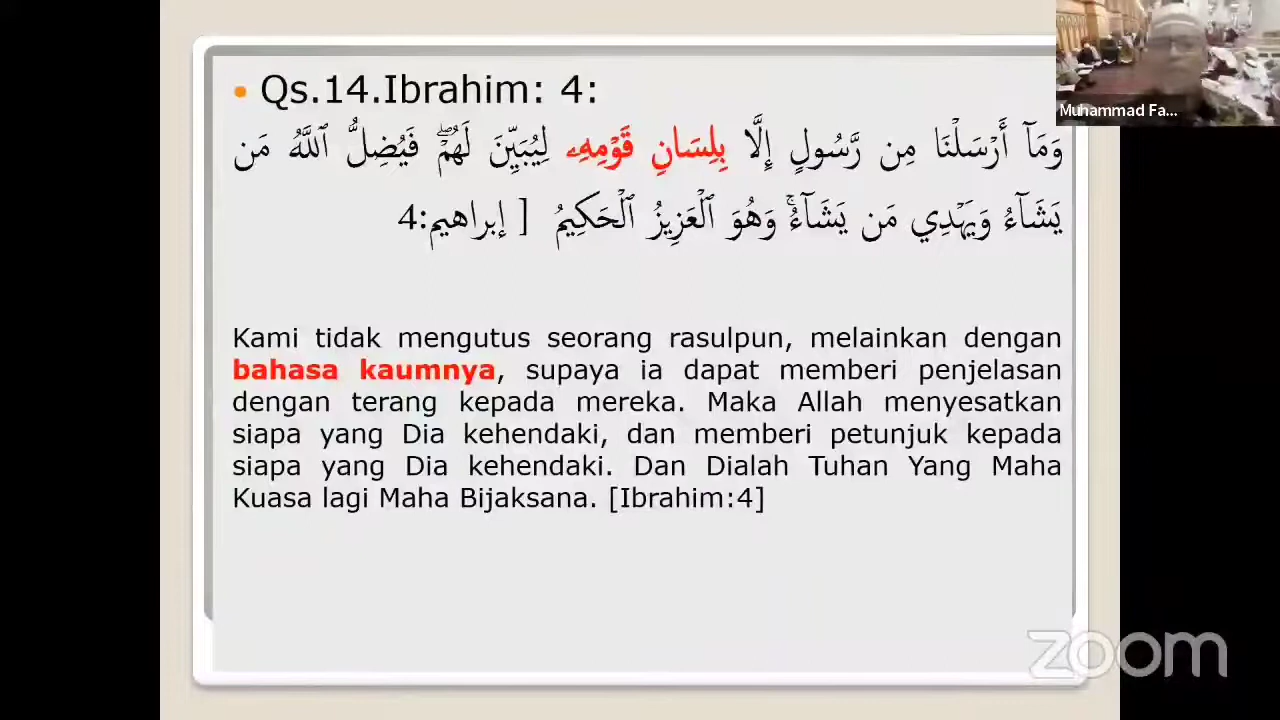 • Qs.14.Ibrahim: 4:
وَمَآ أَرۡسَلۡنَا مِن رَّسُولٍ إِلَّا بِلِسَانِ قَوۡمِهِۦ لِيُبَيِّنَ لَهُمۡۖ فَيُضِلُّ ٱللَّهُ مَن
يَشَآءُ وَيَهۡدِي مَن يَشَآءُۚ وَهُوَ ٱلۡعَزِيزُ ٱلۡحَكِيمُ [ إبراهيم:4
Kami tidak mengutus seorang rasulpun, melainkan dengan
bahasa kaumnya, supaya ia dapat memberi penjelasan
dengan terang kepada mereka. Maka Allah menyesatkan
siapa yang Dia kehendaki, dan memberi petunjuk kepada
siapa yang Dia kehendaki. Dan Dialah Tuhan Yang Maha
Kuasa lagi Maha Bijaksana. [Ibrahim:4]
Muhammad Fa...
zoom